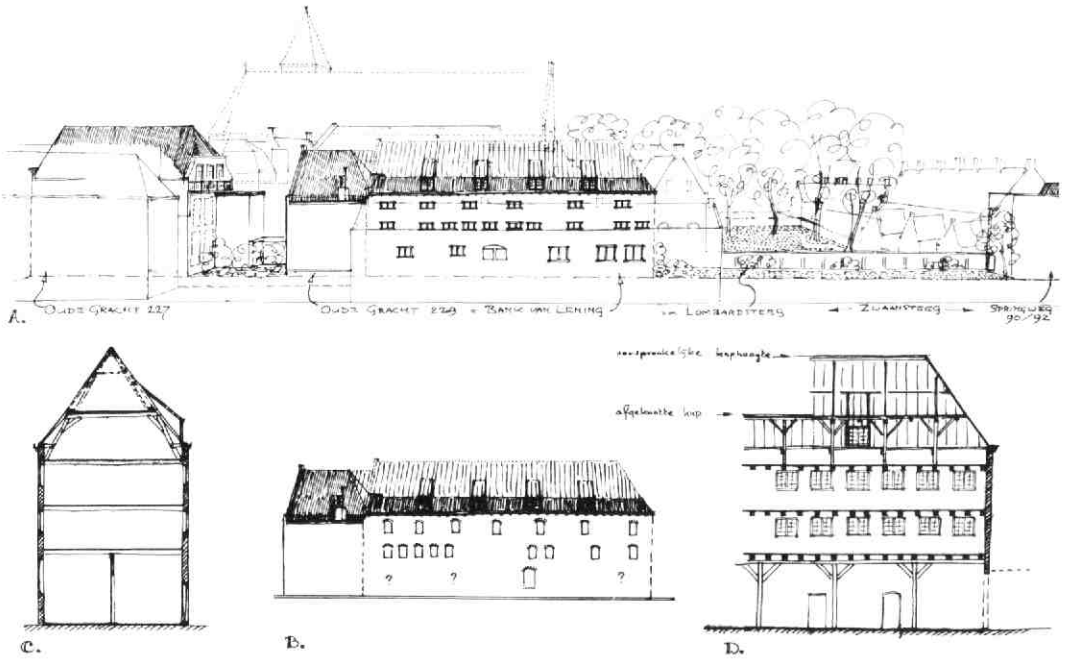 A. OUDE GRACHT 227 OUDE GRACHT 229 = BANK VAN LENING LOMBARDSTEEG ZWAANSTEEG SPRINGWEG
90/92
oorspronkelijke kaphoogte
afgeknotte kap
? ? ?
C. B. D.